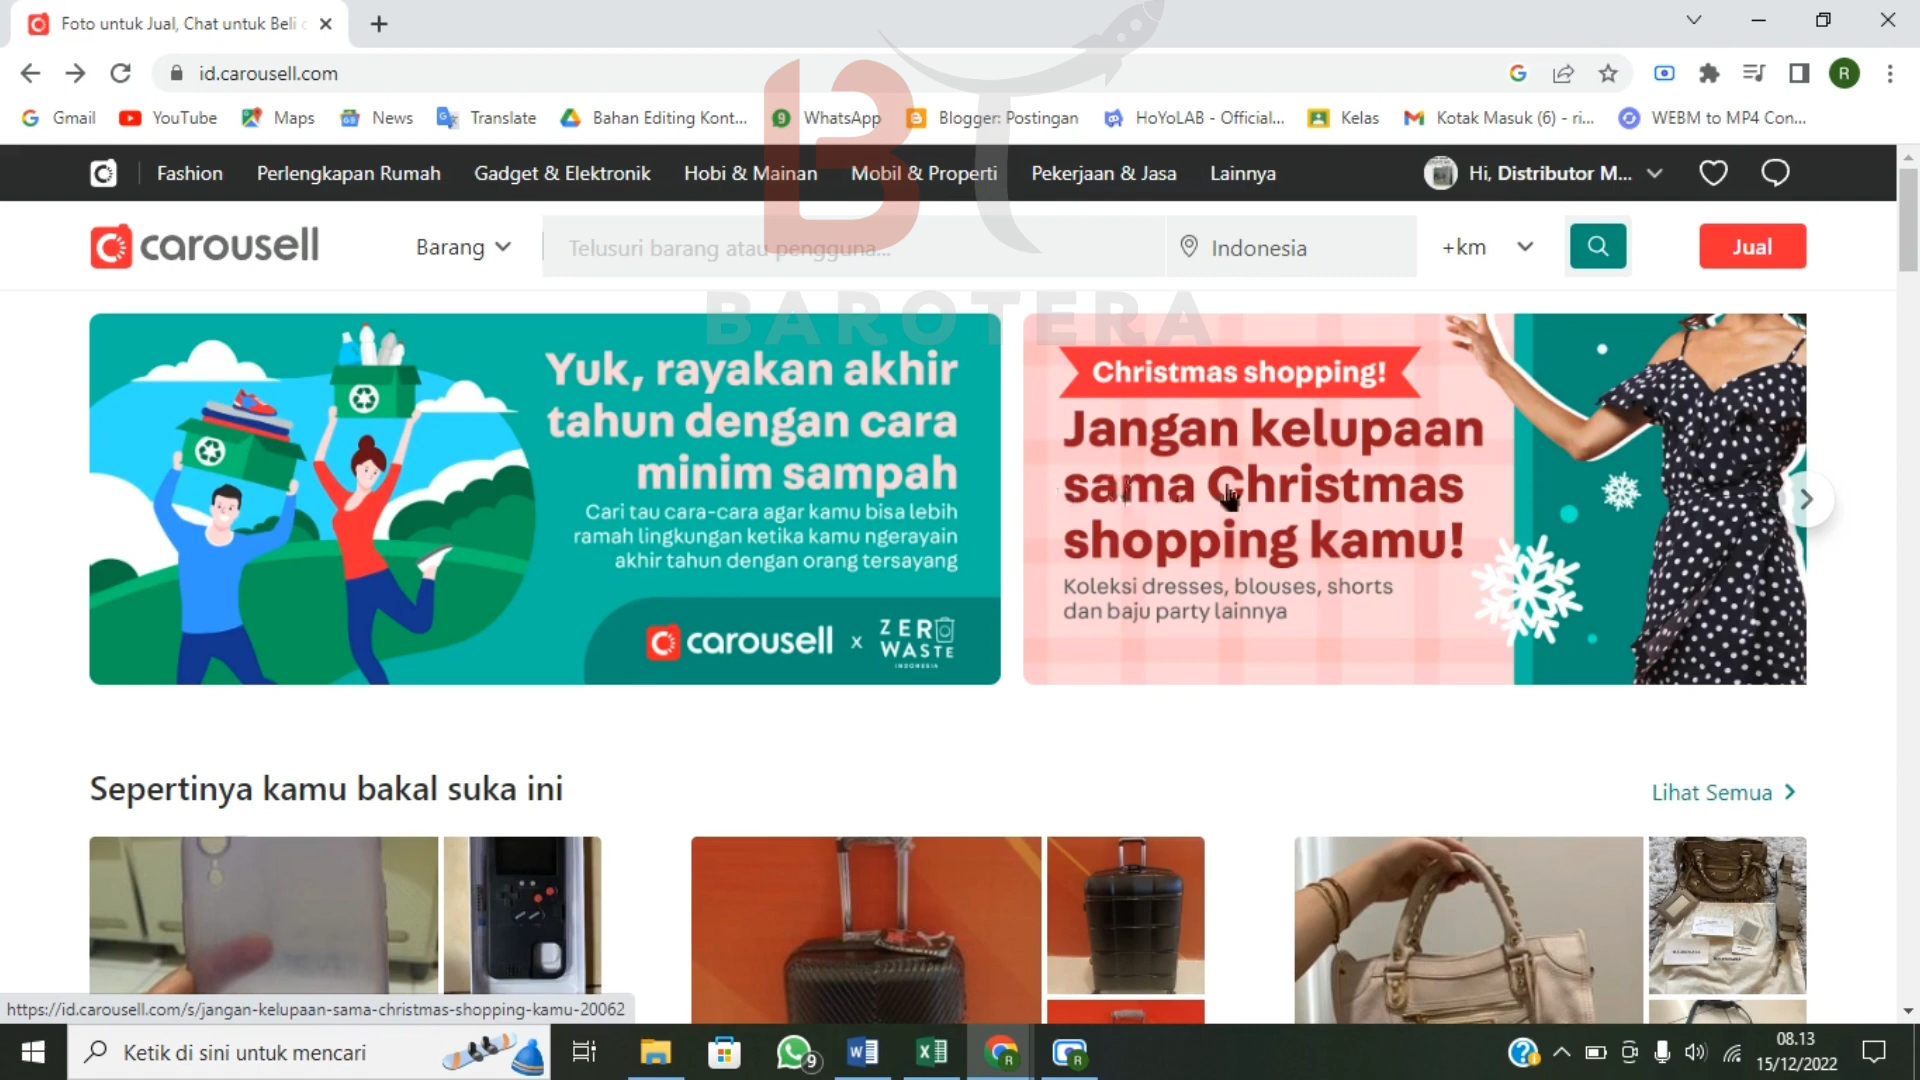 Foto untuk Jual, Chat untuk Beli
id.carousell.com
R
Gmail YouTube Maps News Translate Bahan Editing Kont... WhatsApp Blogger: Postingan HoYoLAB - Official... Kelas Kotak Masuk (6) - ri... WEBM to MP4 Con...
Fashion Perlengkapan Rumah Gadget & Elektronik Hobi & Mainan Mobil & Properti Pekerjaan & Jasa Lainnya Hi, Distributor M...
carousell Barang Telusuri barang atau pengguna... Indonesia +km Jual
BT
BAROTERA
Yuk, rayakan akhir
tahun dengan cara
minim sampah
Cari tau cara-cara agar kamu bisa lebih
ramah lingkungan ketika kamu ngerayain
akhir tahun dengan orang tersayang
carousell x ZERO
WASTE
INDONESIA
Christmas shopping!
Jangan kelupaan
sama Christmas
shopping kamu!
Koleksi dresses, blouses, shorts
dan baju party lainnya
Sepertinya kamu bakal suka ini
Lihat Semua
https://id.carousell.com/s/jangan-kelupaan-sama-christmas-shopping-kamu-20062
Ketik di sini untuk mencari
9
R
R
08.13
15/12/2022